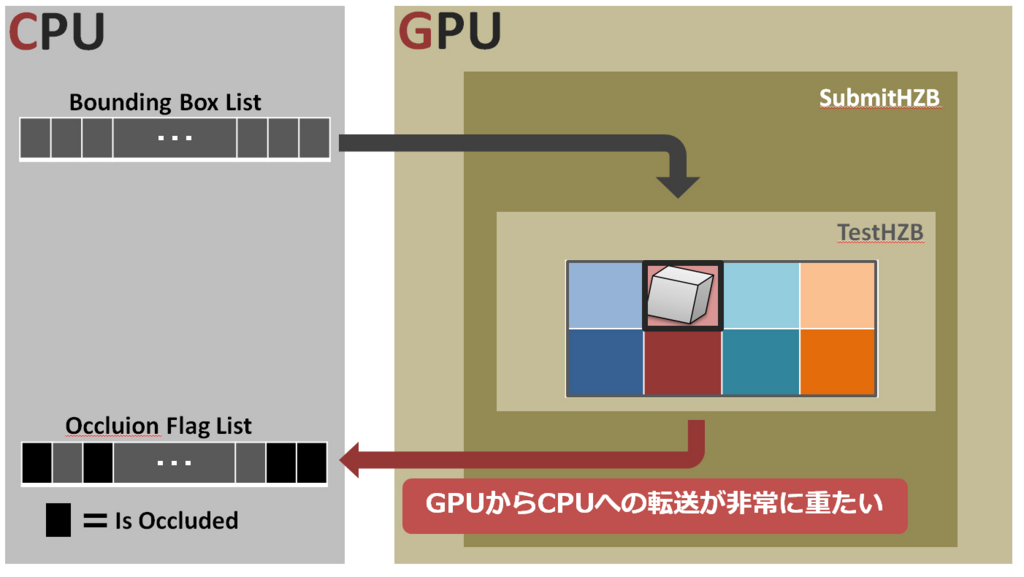 CPU
GPU
Bounding Box List
SubmitHZB
TestHZB
Occluion Flag List
GPUからCPUへの転送が非常に重たい
= Is Occluded